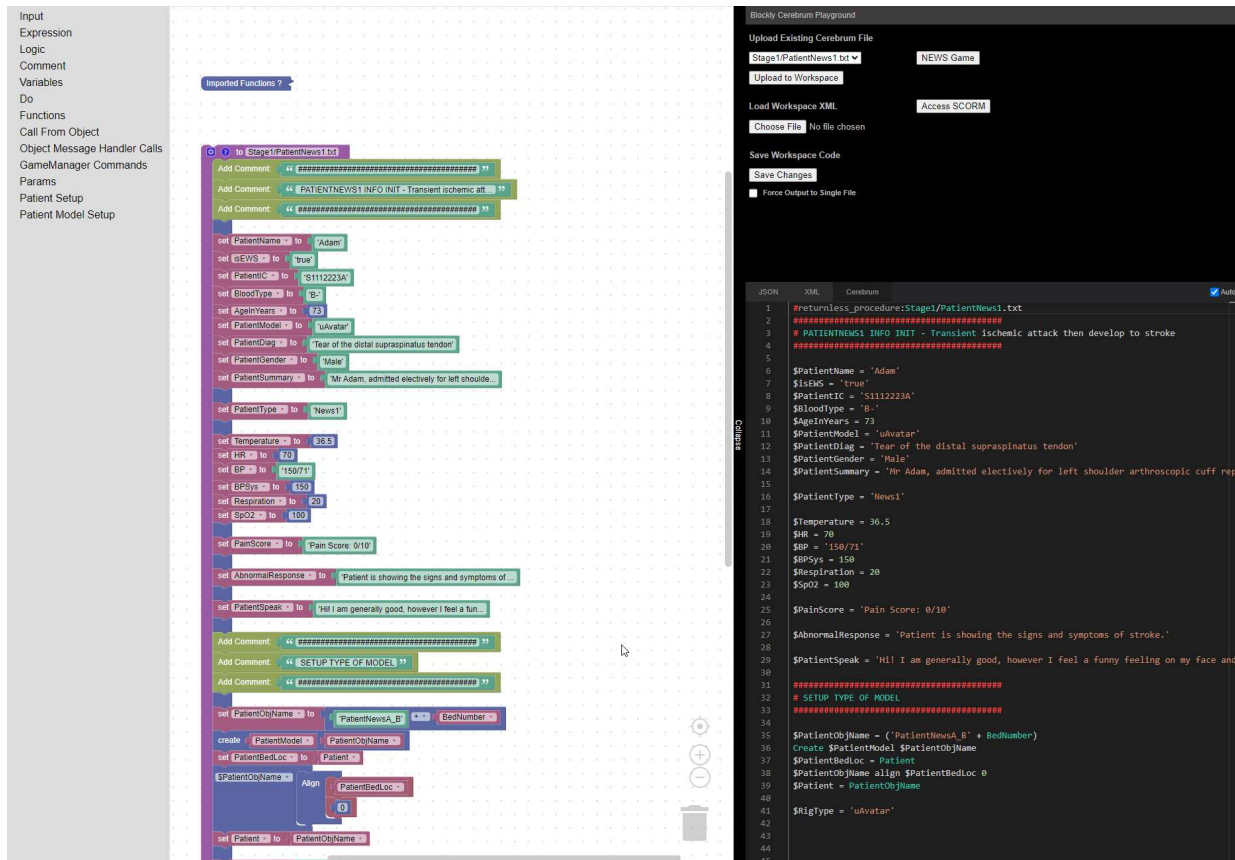 Input
Expression
Logic
Comment
Variables
Do
Functions
Call From Object
Object Message Handler Calls
GameManager Commands
Params
Patient Setup
Patient Model Setup
Imported Functions ?
to Stage1/PatientNews1.txt
Add Comment: “ ########################################## ”
Add Comment: “ PATIENTNEWS1 INFO INIT - Transient ischemic att... ”
Add Comment: “ ########################################## ”
set PatientName to 'Adam'
set isEWS to 'true'
set PatientIC to 'S1112223A'
set BloodType to 'B-'
set AgeInYears to 73
set PatientModel to 'uAvatar'
set PatientDiag to 'Tear of the distal supraspinatus tendon'
set PatientGender to 'Male'
set PatientSummary to 'Mr Adam, admitted electively for left shoulde...
set PatientType to 'News1'
set Temperature to 36.5
set HR to 70
set BP to '150/71'
set BPSys to 150
set Respiration to 20
set SpO2 to 100
set PainScore to 'Pain Score: 0/10'
set AbnormalResponse to 'Patient is showing the signs and symptoms of ...
set PatientSpeak to 'Hi! I am generally good, however I feel a fun...
Add Comment: “ ########################################## ”
Add Comment: “ SETUP TYPE OF MODEL ”
Add Comment: “ ########################################## ”
set PatientObjName to 'PatientNewsA_B' + BedNumber
create PatientModel PatientObjName
set PatientBedLoc to Patient
$PatientObjName Align PatientBedLoc
0
set Patient to PatientObjName
Blockly Cerebrum Playground
Upload Existing Cerebrum File
Stage1/PatientNews1.txt NEWS Game
Upload to Workspace
Load Workspace XML Access SCORM
Choose File No file chosen
Save Workspace Code
Save Changes
Force Output to Single File
Collapse
JSON XML Cerebrum Auto
1 #returnless_procedure:Stage1/PatientNews1.txt
2 ##########################################
3 # PATIENTNEWS1 INFO INIT - Transient ischemic attack then develop to stroke
4 ##########################################
5
6 $PatientName = 'Adam'
7 $isEWS = 'true'
8 $PatientIC = 'S1112223A'
9 $BloodType = 'B-'
10 $AgeInYears = 73
11 $PatientModel = 'uAvatar'
12 $PatientDiag = 'Tear of the distal supraspinatus tendon'
13 $PatientGender = 'Male'
14 $PatientSummary = 'Mr Adam, admitted electively for left shoulder arthroscopic cuff rep
15
16 $PatientType = 'News1'
17
18 $Temperature = 36.5
19 $HR = 70
20 $BP = '150/71'
21 $BPSys = 150
22 $Respiration = 20
23 $SpO2 = 100
24
25 $PainScore = 'Pain Score: 0/10'
26
27 $AbnormalResponse = 'Patient is showing the signs and symptoms of stroke.'
28
29 $PatientSpeak = 'Hi! I am generally good, however I feel a funny feeling on my face and
30
31 ##########################################
32 # SETUP TYPE OF MODEL
33 ##########################################
34
35 $PatientObjName = ('PatientNewsA_B' + BedNumber)
36 Create $PatientModel $PatientObjName
37 $PatientBedLoc = Patient
38 $PatientObjName align $PatientBedLoc 0
39 $Patient = PatientObjName
40
41 $RigType = 'uAvatar'
42
43
44